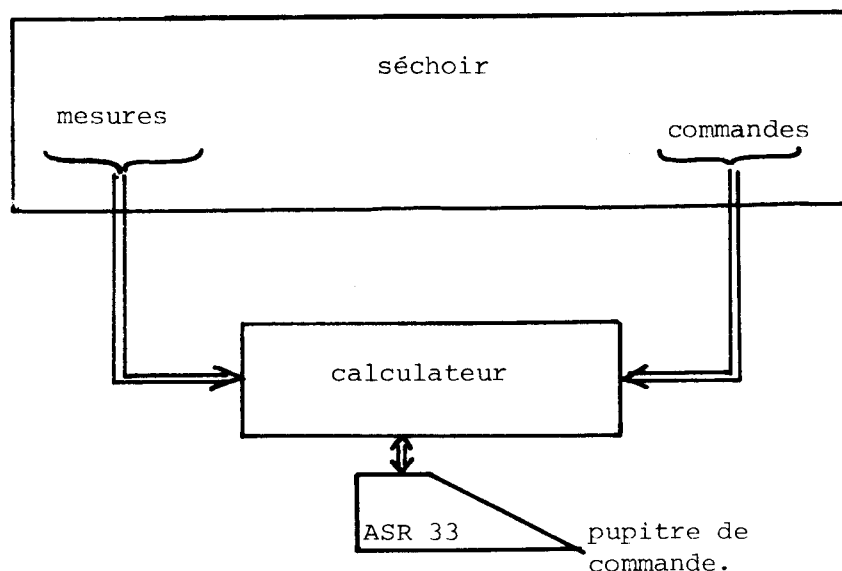 séchoir
mesures
commandes
calculateur
ASR 33
pupitre de
commande.